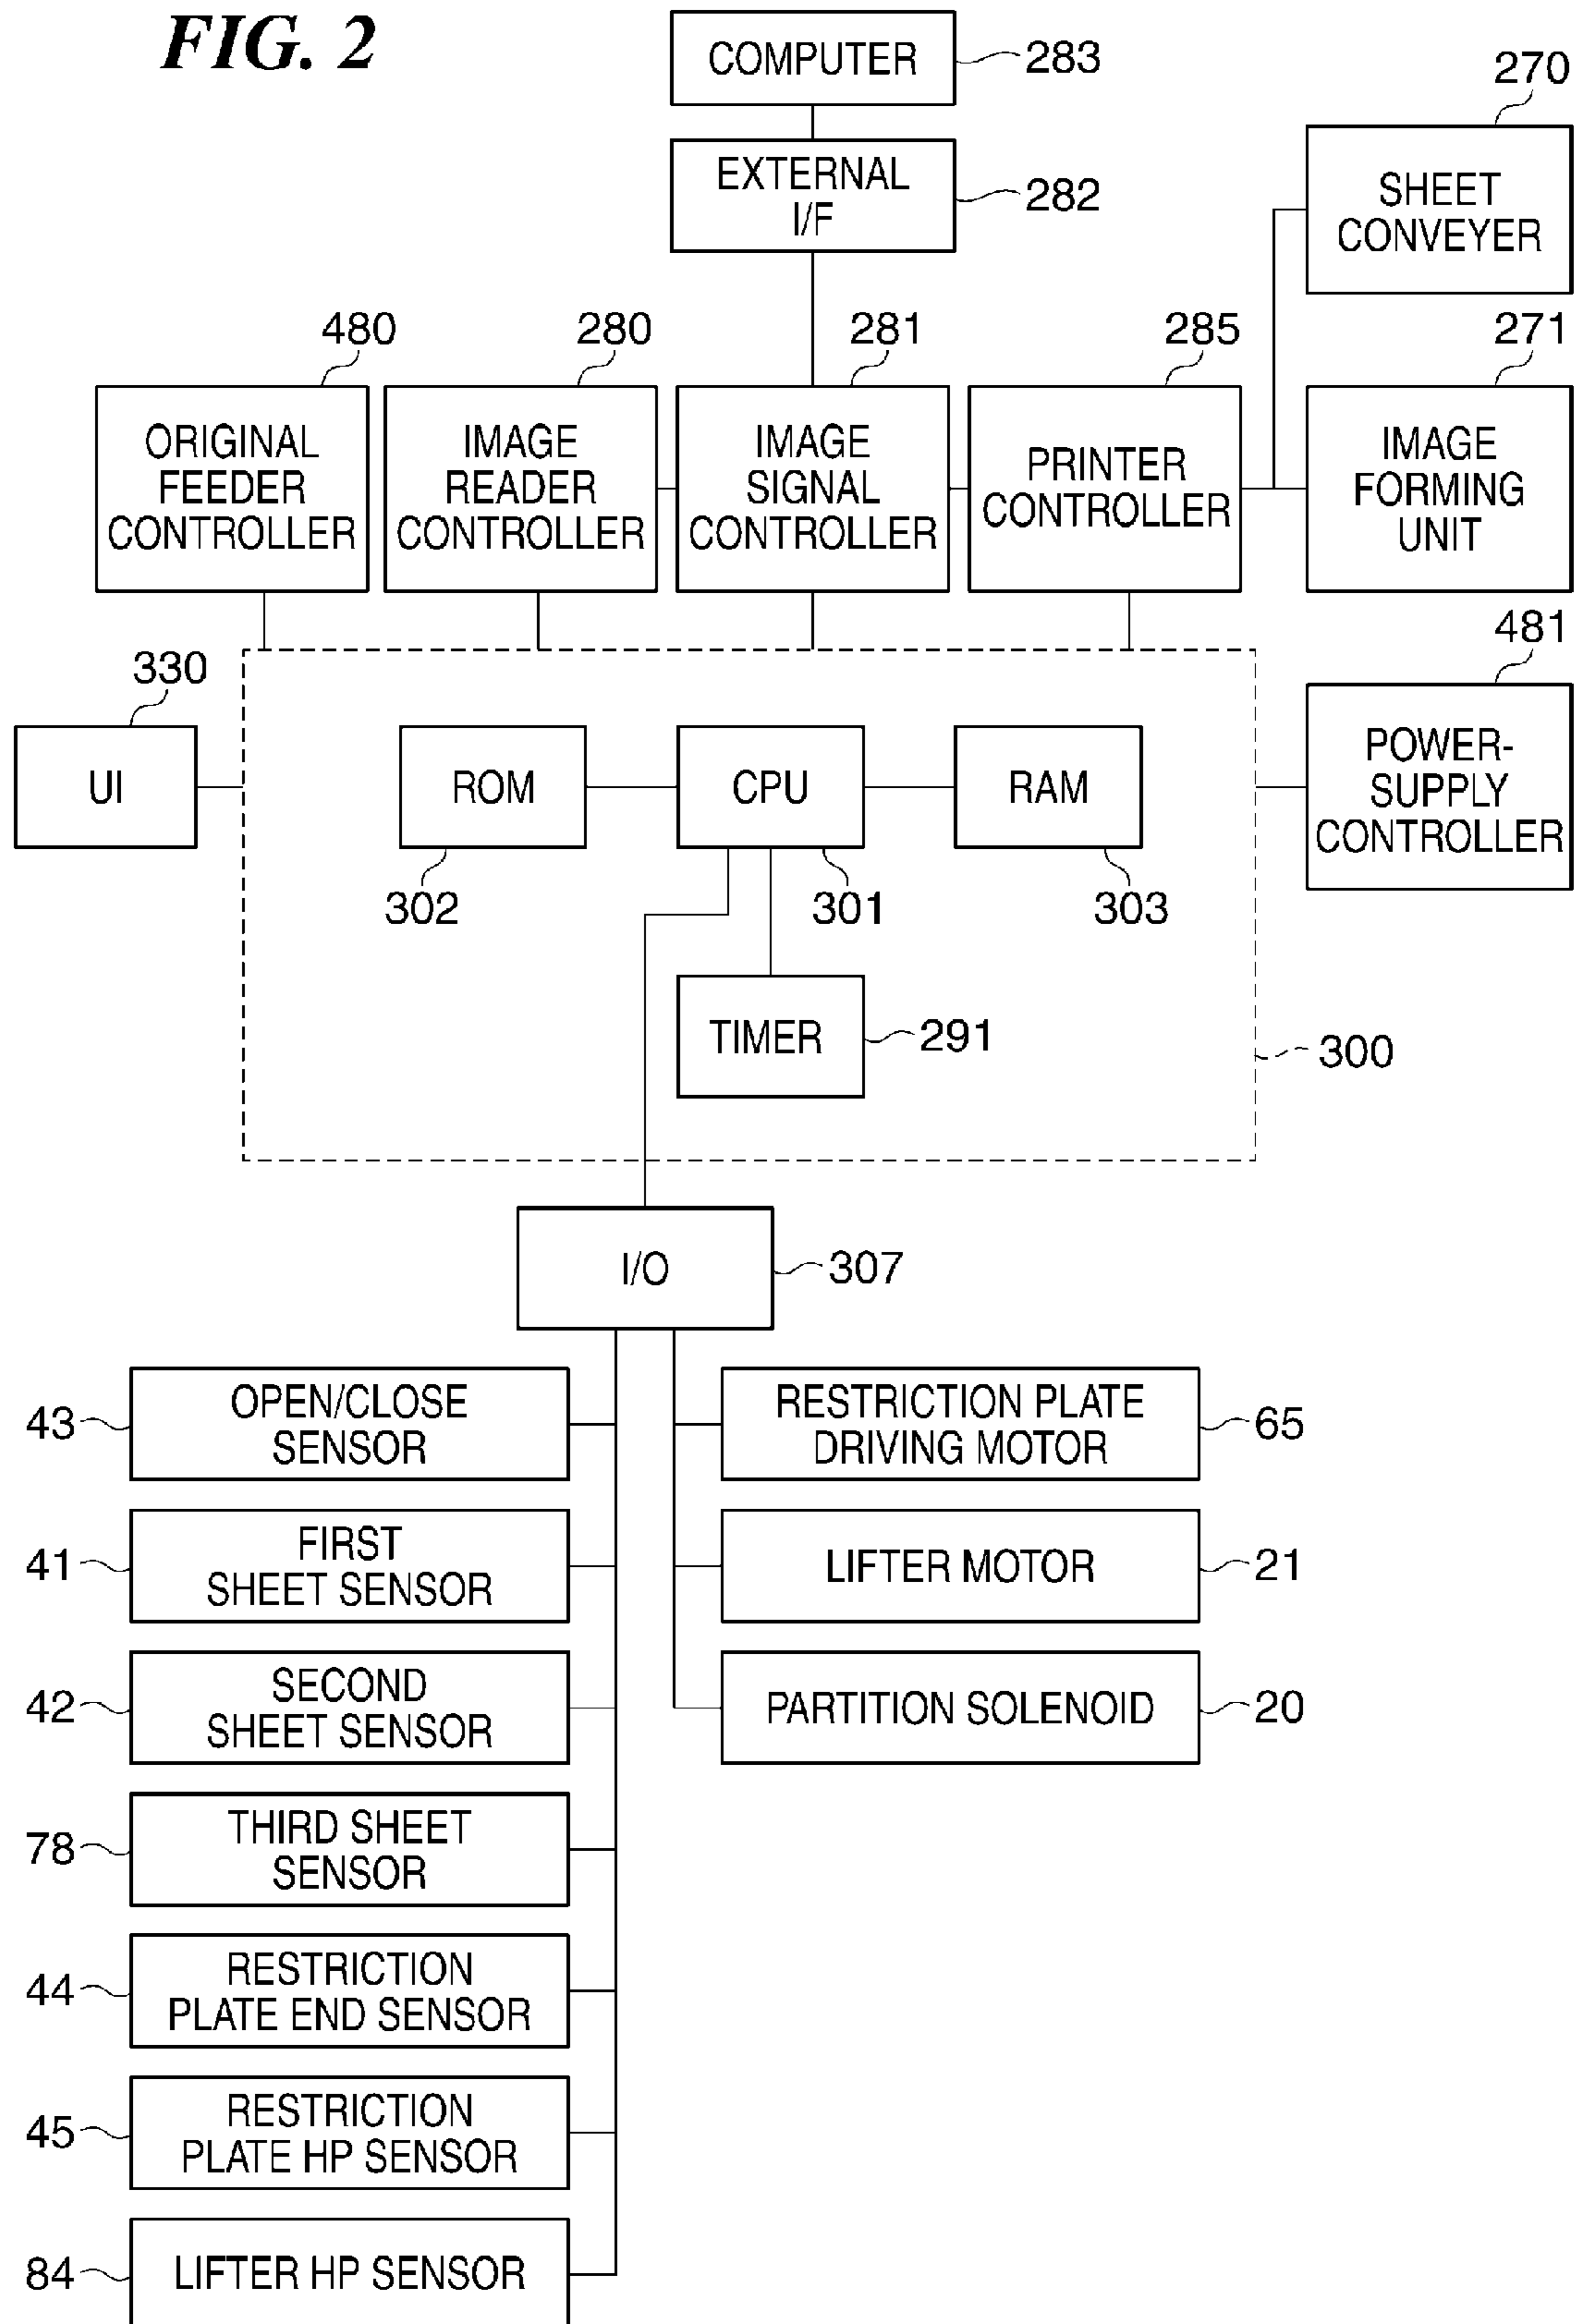 FIG. 2
COMPUTER
283
EXTERNAL
I/F
282
270
SHEET
CONVEYER
480
280
281
285
271
ORIGINAL
FEEDER
CONTROLLER
IMAGE
READER
CONTROLLER
IMAGE
SIGNAL
CONTROLLER
PRINTER
CONTROLLER
IMAGE
FORMING
UNIT
330
481
UI
ROM
CPU
RAM
POWER-
SUPPLY
CONTROLLER
302
301
303
TIMER
291
300
I/O
307
43
OPEN/CLOSE
SENSOR
RESTRICTION PLATE
DRIVING MOTOR
65
41
FIRST
SHEET SENSOR
LIFTER MOTOR
21
42
SECOND
SHEET SENSOR
PARTITION SOLENOID
20
78
THIRD SHEET
SENSOR
44
RESTRICTION
PLATE END SENSOR
45
RESTRICTION
PLATE HP SENSOR
84
LIFTER HP SENSOR